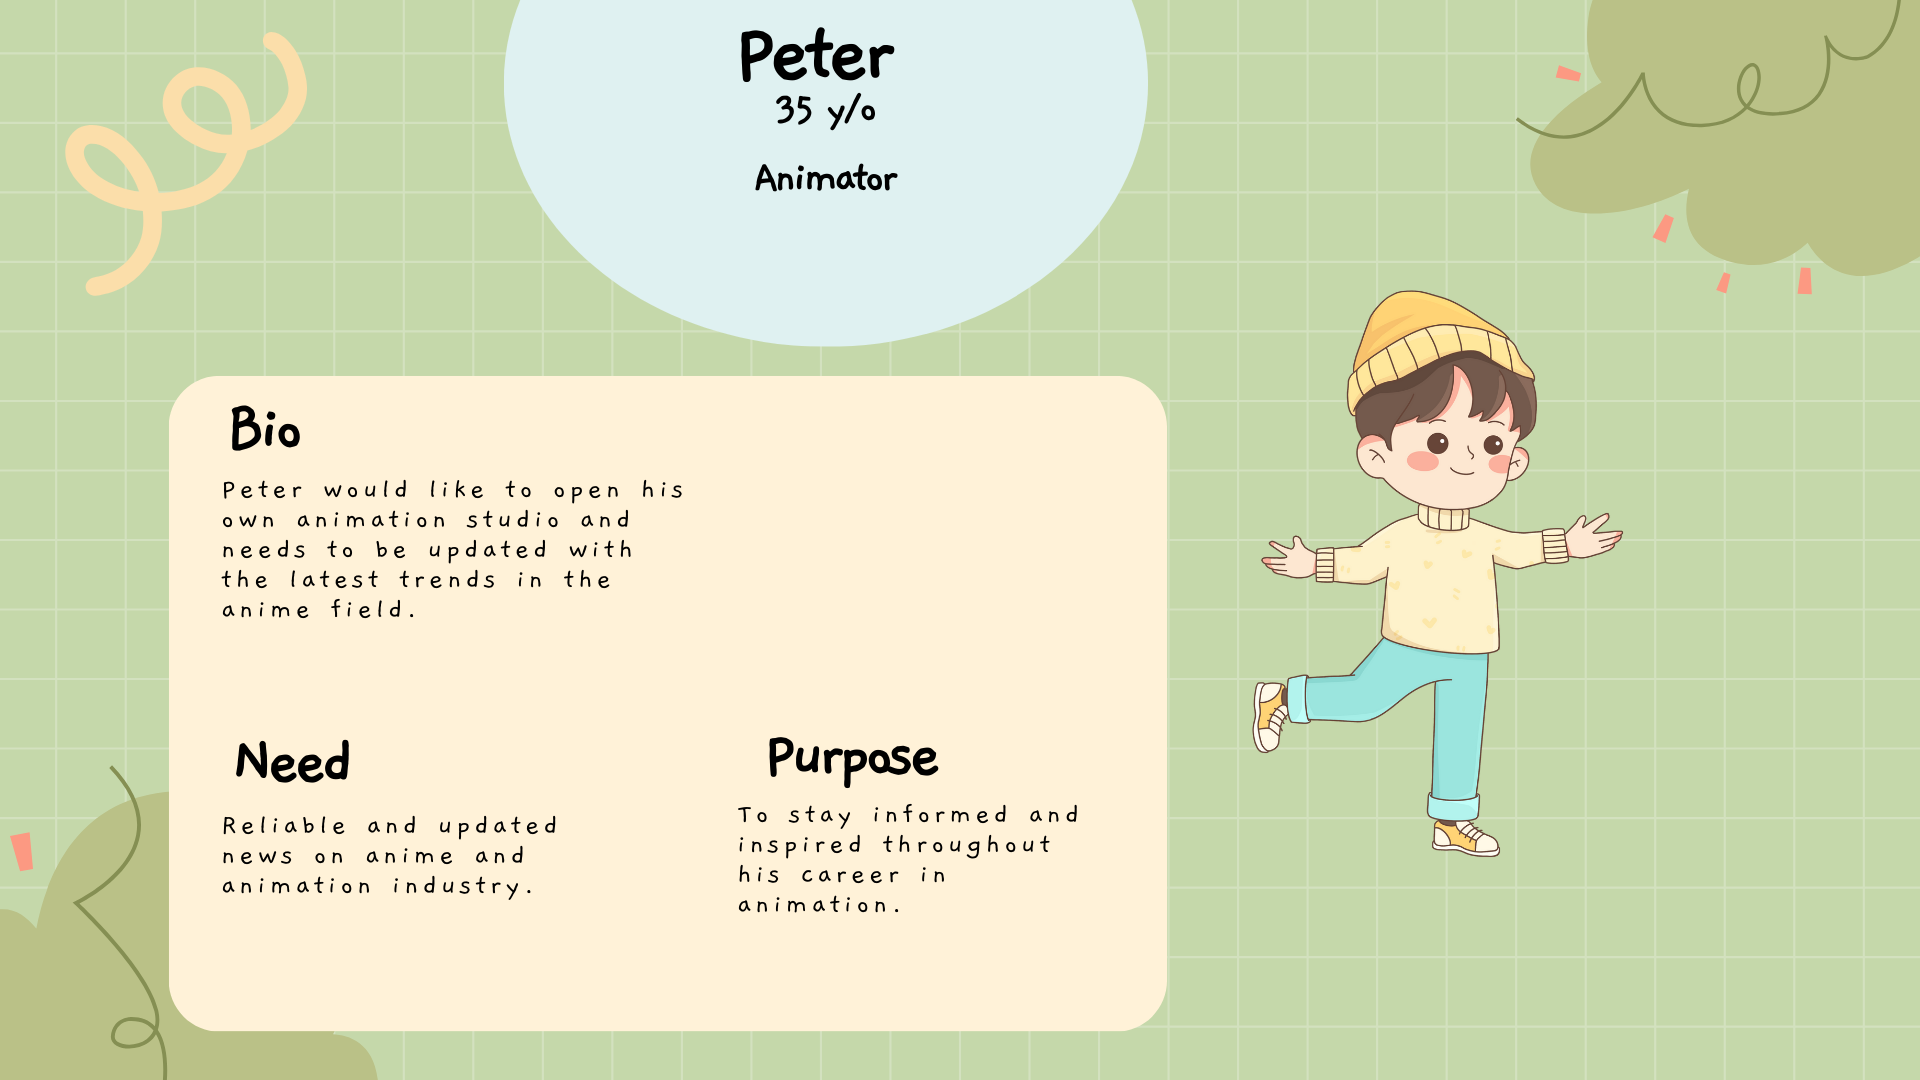 Peter
35 y/o
Animator
Bio
Peter would like to open his
own animation studio and
needs to be updated with
the latest trends in the
anime field.
Need
Reliable and updated
news on anime and
animation industry.
Purpose
To stay informed and
inspired throughout
his career in
animation.